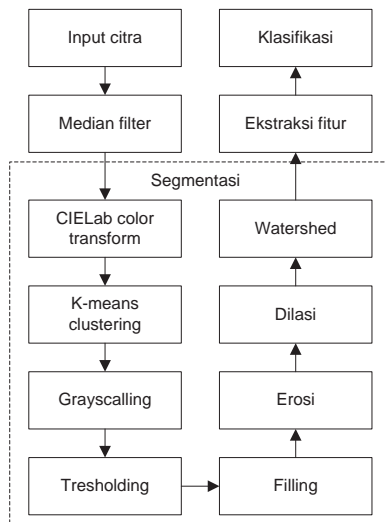 Input citra
Median filter
Segmentasi
CIELab color
transform
K-means
clustering
Grayscalling
Tresholding
Filling
Erosi
Dilasi
Watershed
Ekstraksi fitur
Klasifikasi